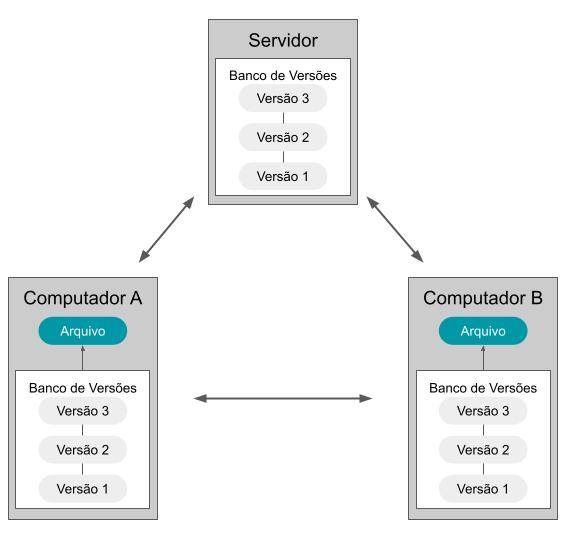 Servidor
Banco de Versões
Versão 3
Versão 2
Versão 1
Computador A
Arquivo
Banco de Versões
Versão 3
Versão 2
Versão 1
Computador B
Arquivo
Banco de Versões
Versão 3
Versão 2
Versão 1